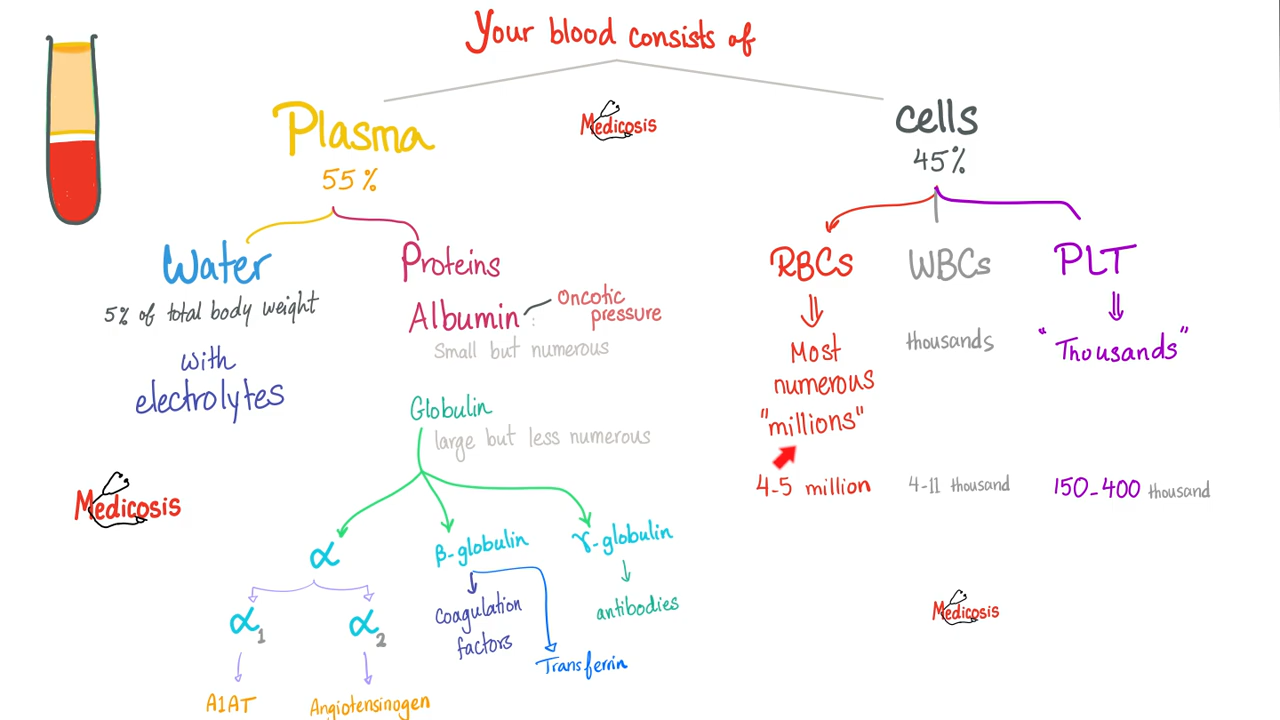 Your blood consists of
Medicosis
Plasma
55%
cells
45%
Water
5% of total body weight
with
electrolytes
Proteins
Albumin
Oncotic
pressure
Small but numerous
Globulin
large but less numerous
α
α1
A1AT
α2
Angiotensinogen
β-globulin
Coagulation
factors
Transferrin
γ-globulin
antibodies
RBCs
Most
numerous
"millions"
4-5 million
WBCs
thousands
4-11 thousand
PLT
"Thousands"
150-400 thousand
Medicosis
Medicosis